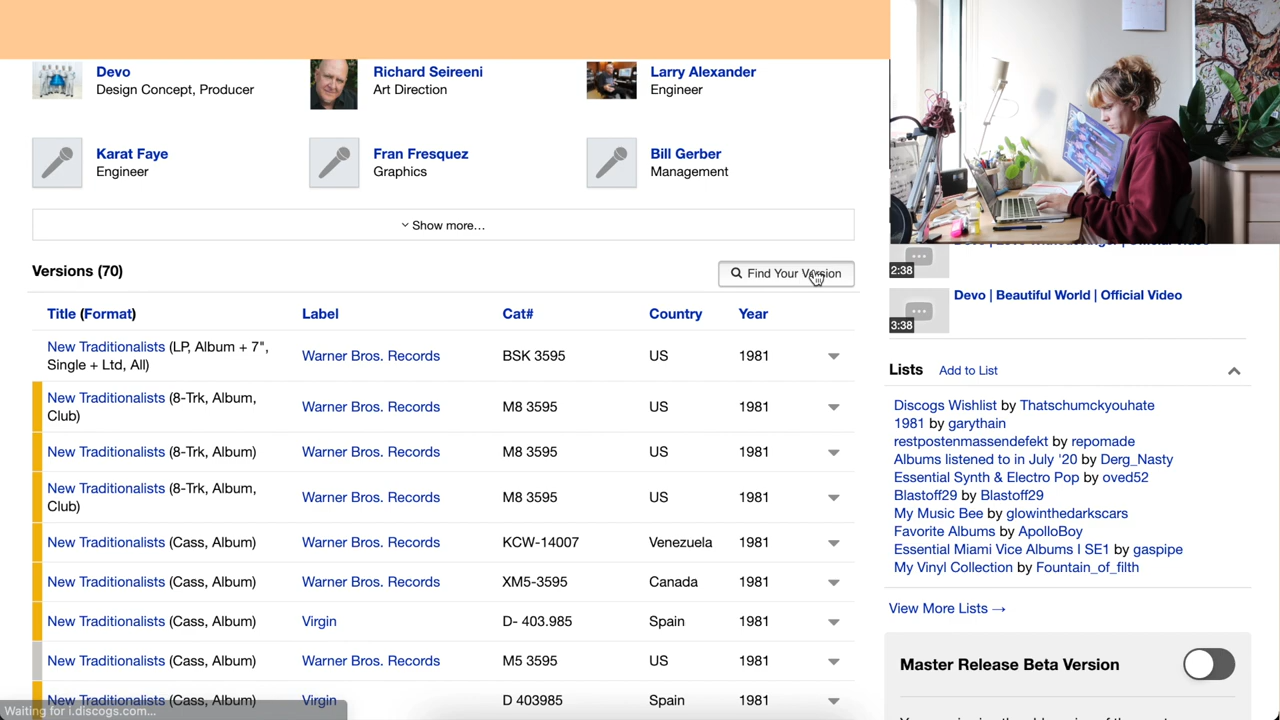 Devo
Design Concept, Producer
Richard Seireeni
Art Direction
Larry Alexander
Engineer
Karat Faye
Engineer
Fran Fresquez
Graphics
Bill Gerber
Management
Show more...
Versions (70)
Find Your Version
Title (Format) Label Cat# Country Year
New Traditionalists (LP, Album + 7",
Single + Ltd, All) Warner Bros. Records BSK 3595 US 1981
New Traditionalists (8-Trk, Album,
Club) Warner Bros. Records M8 3595 US 1981
New Traditionalists (8-Trk, Album) Warner Bros. Records M8 3595 US 1981
New Traditionalists (8-Trk, Album,
Club) Warner Bros. Records M8 3595 US 1981
New Traditionalists (Cass, Album) Warner Bros. Records KCW-14007 Venezuela 1981
New Traditionalists (Cass, Album) Warner Bros. Records XM5-3595 Canada 1981
New Traditionalists (Cass, Album) Virgin D- 403.985 Spain 1981
New Traditionalists (Cass, Album) Warner Bros. Records M5 3595 US 1981
New Traditionalists (Cass, Album) Virgin D 403985 Spain 1981
Waiting for i.discogs.com...
2:38
Devo | Beautiful World | Official Video
3:38
Lists Add to List
Discogs Wishlist by Thatschumckyouhate
1981 by garythain
restpostenmassendefekt by repomade
Albums listened to in July '20 by Derg_Nasty
Essential Synth & Electro Pop by oved52
Blastoff29 by Blastoff29
My Music Bee by glowinthedarkscars
Favorite Albums by ApolloBoy
Essential Miami Vice Albums I SE1 by gaspipe
My Vinyl Collection by Fountain_of_filth
View More Lists →
Master Release Beta Version